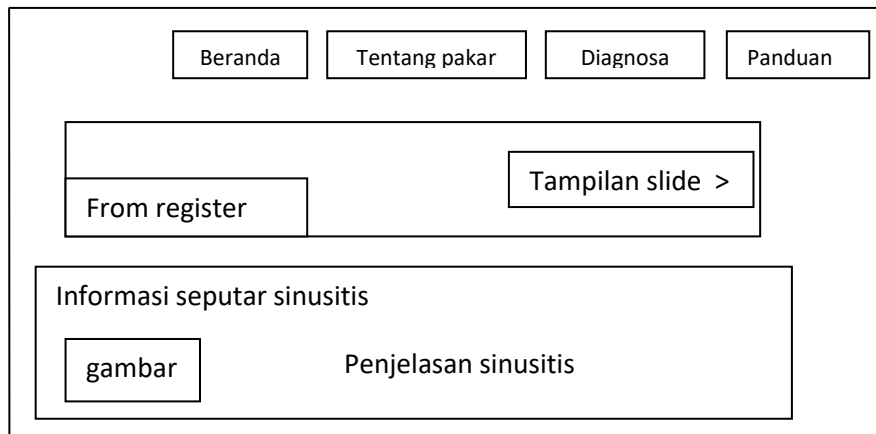 Beranda
Tentang pakar
Diagnosa
Panduan
Tampilan slide >
From register
Informasi seputar sinusitis
gambar
Penjelasan sinusitis